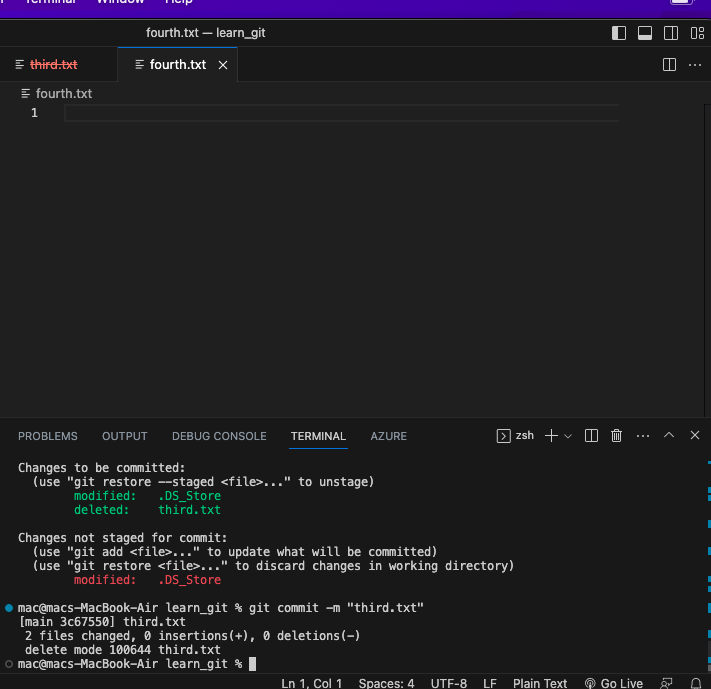 Terminal Window Help
fourth.txt — learn_git
third.txt fourth.txt
fourth.txt
1
PROBLEMS OUTPUT DEBUG CONSOLE TERMINAL AZURE zsh
Changes to be committed:
(use "git restore --staged <file>..." to unstage)
modified: .DS_Store
deleted: third.txt
Changes not staged for commit:
(use "git add <file>..." to update what will be committed)
(use "git restore <file>..." to discard changes in working directory)
modified: .DS_Store
mac@macs-MacBook-Air learn_git % git commit -m "third.txt"
[main 3c67550] third.txt
2 files changed, 0 insertions(+), 0 deletions(-)
delete mode 100644 third.txt
mac@macs-MacBook-Air learn_git %
Ln 1, Col 1 Spaces: 4 UTF-8 LF Plain Text Go Live